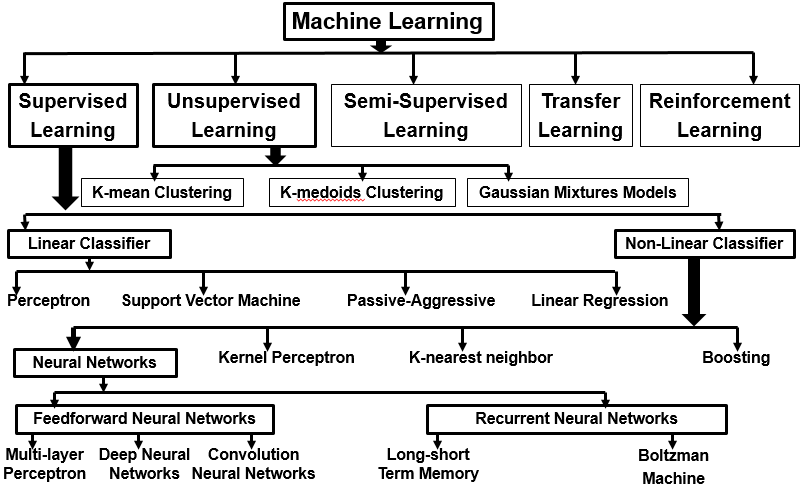 Machine Learning
Supervised
Learning
Unsupervised
Learning
Semi-Supervised
Learning
Transfer
Learning
Reinforcement
Learning
K-mean Clustering
K-medoids Clustering
Gaussian Mixtures Models
Linear Classifier
Non-Linear Classifier
Perceptron
Support Vector Machine
Passive-Aggressive
Linear Regression
Neural Networks
Kernel Perceptron
K-nearest neighbor
Boosting
Feedforward Neural Networks
Recurrent Neural Networks
Multi-layer
Perceptron
Deep Neural
Networks
Convolution
Neural Networks
Long-short
Term Memory
Boltzman
Machine